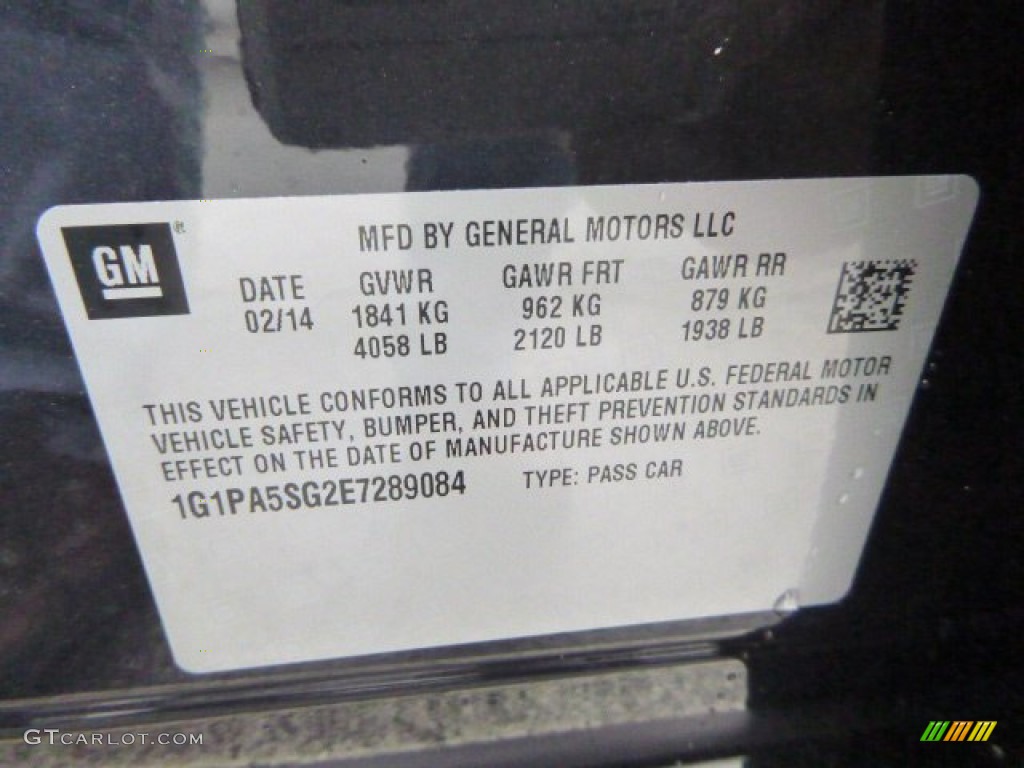 GM ®
MFD BY GENERAL MOTORS LLC
DATE GVWR GAWR FRT GAWR RR
02/14 1841 KG 962 KG 879 KG
4058 LB 2120 LB 1938 LB
THIS VEHICLE CONFORMS TO ALL APPLICABLE U.S. FEDERAL MOTOR
VEHICLE SAFETY, BUMPER, AND THEFT PREVENTION STANDARDS IN
EFFECT ON THE DATE OF MANUFACTURE SHOWN ABOVE.
1G1PA5SG2E7289084 TYPE: PASS CAR
GTCARLOT.COM